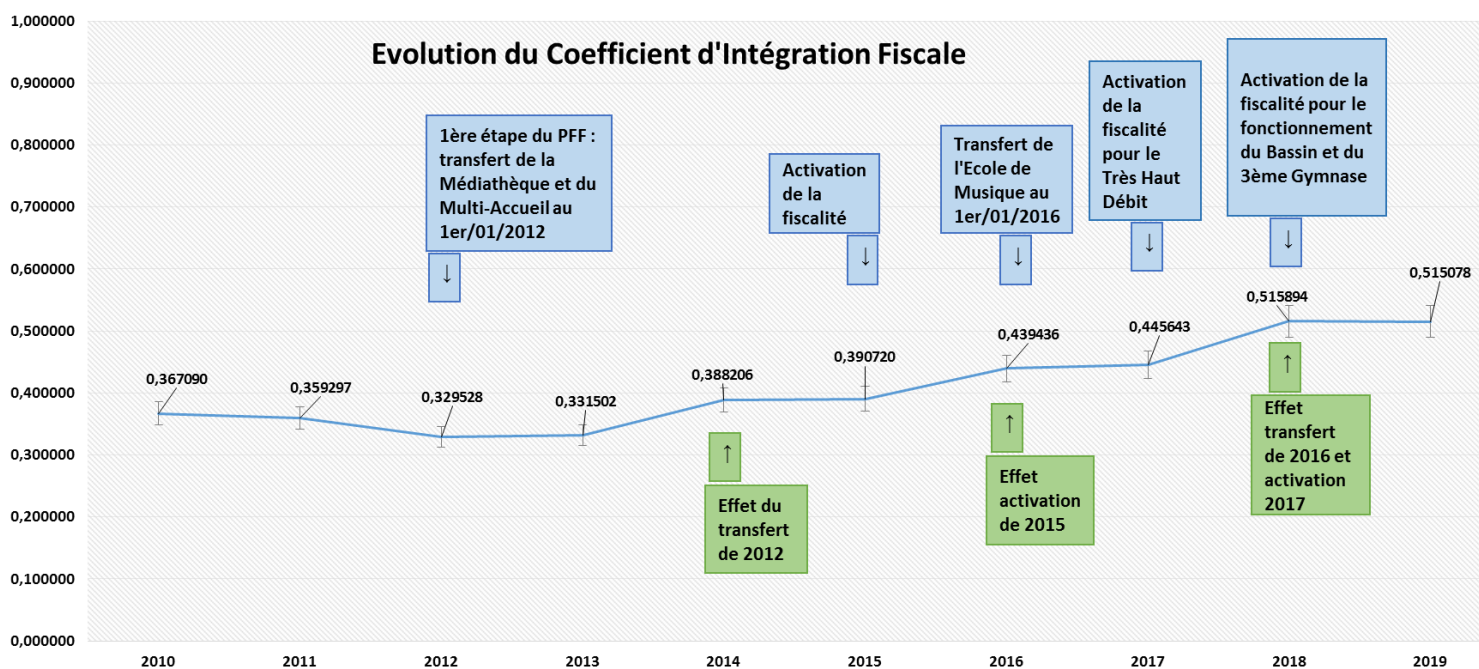 Evolution du Coefficient d'Intégration Fiscale
1,000000
0,900000
0,800000
0,700000
0,600000
0,500000
0,400000
0,300000
0,200000
0,100000
0,000000
1ère étape du PFF :
transfert de la
Médiathèque et du
Multi-Accueil au
1er/01/2012
↓
Activation
de la
fiscalité
↓
Transfert de
l'Ecole de
Musique au
1er/01/2016
↓
Activation
de la
fiscalité
pour le
Très Haut
Débit
↓
Activation de la
fiscalité pour le
fonctionnement
du Bassin et du
3ème Gymnase
↓
0,367090
0,359297
0,329528
0,331502
0,388206
0,390720
0,439436
0,445643
0,515894
0,515078
↑
Effet du
transfert
de 2012
↑
Effet
activation
de 2015
↑
Effet
transfert
de 2016 et
activation
2017
2010
2011
2012
2013
2014
2015
2016
2017
2018
2019